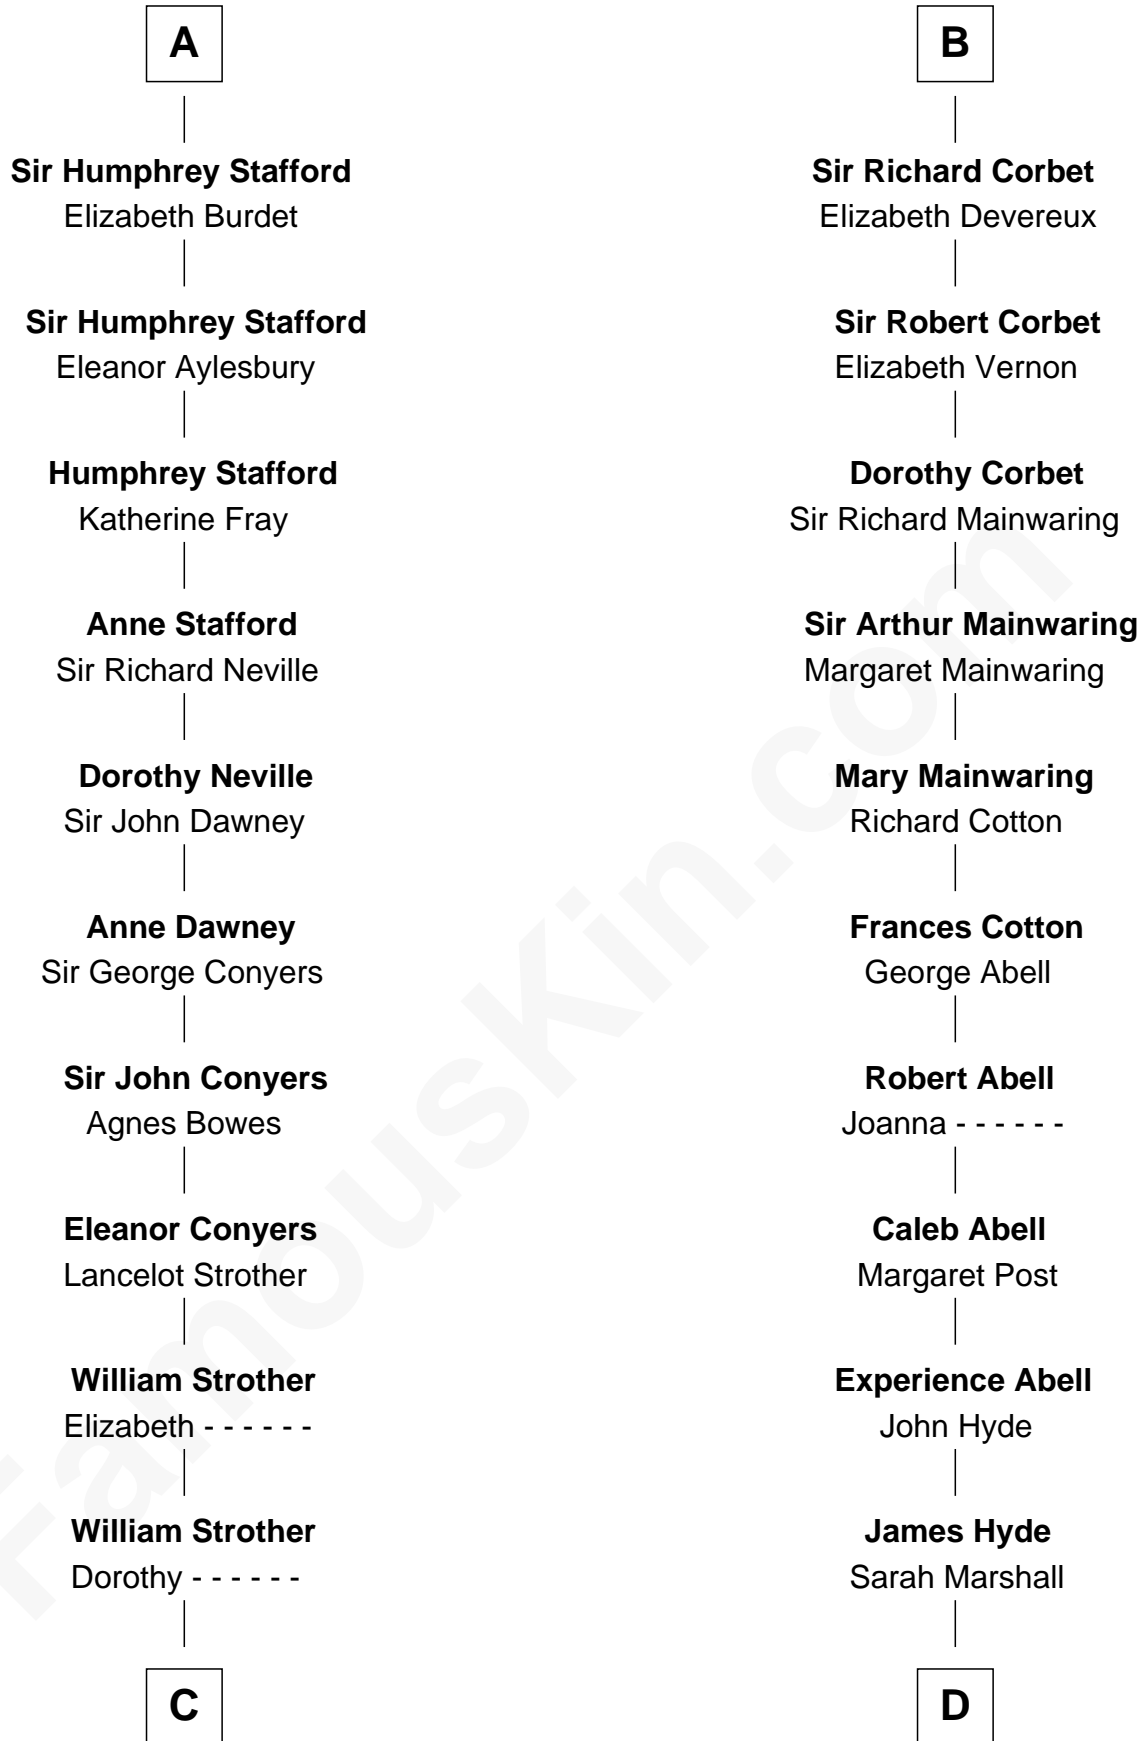 A
Sir Humphrey Stafford
Elizabeth Burdet
Sir Humphrey Stafford
Eleanor Aylesbury
Humphrey Stafford
Katherine Fray
Anne Stafford
Sir Richard Neville
Dorothy Neville
Sir John Dawney
Anne Dawney
Sir George Conyers
Sir John Conyers
Agnes Bowes
Eleanor Conyers
Lancelot Strother
William Strother
Elizabeth - - - - - -
William Strother
Dorothy - - - - - -
C
B
Sir Richard Corbet
Elizabeth Devereux
Sir Robert Corbet
Elizabeth Vernon
Dorothy Corbet
Sir Richard Mainwaring
Sir Arthur Mainwaring
Margaret Mainwaring
Mary Mainwaring
Richard Cotton
Frances Cotton
George Abell
Robert Abell
Joanna - - - - - -
Caleb Abell
Margaret Post
Experience Abell
John Hyde
James Hyde
Sarah Marshall
D
FamousKin.com